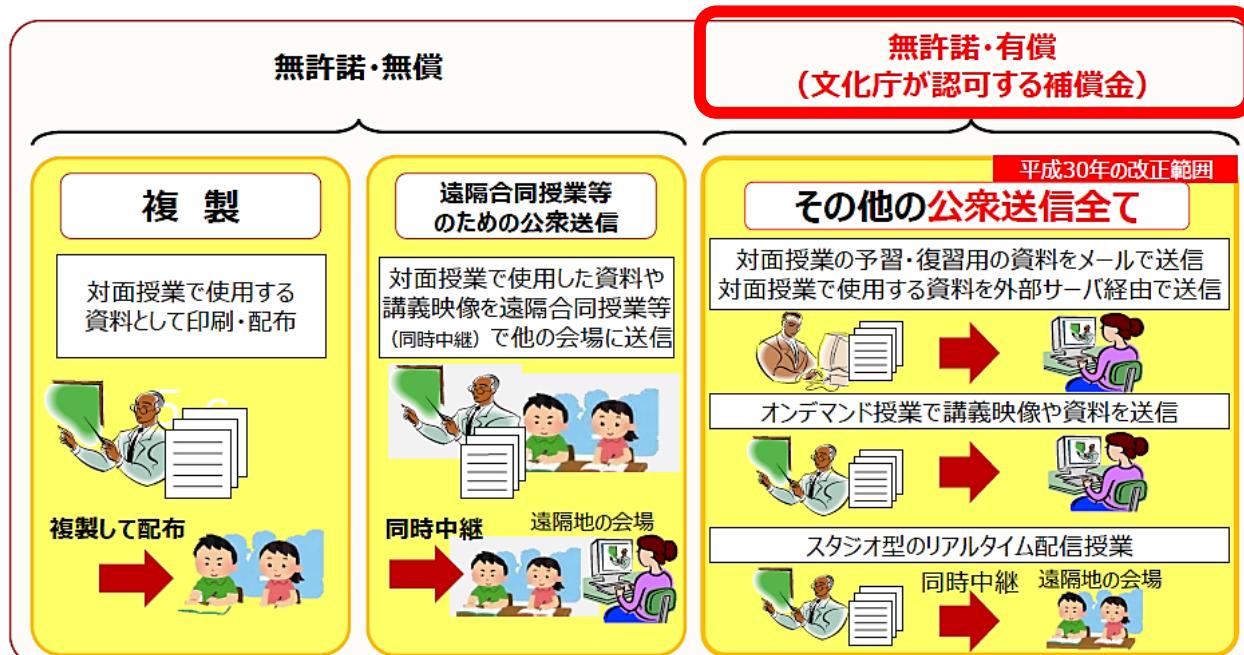 無許諾・無償
無許諾・有償
（文化庁が認可する補償金）
複 製
対面授業で使用する
資料として印刷・配布
複製して配布
遠隔合同授業等
のための公衆送信
対面授業で使用した資料や
講義映像を遠隔合同授業等
（同時中継）で他の会場に送信
同時中継
遠隔地の会場
平成30年の改正範囲
その他の公衆送信全て
対面授業の予習・復習用の資料をメールで送信
対面授業で使用する資料を外部サーバ経由で送信
オンデマンド授業で講義映像や資料を送信
スタジオ型のリアルタイム配信授業
同時中継
遠隔地の会場